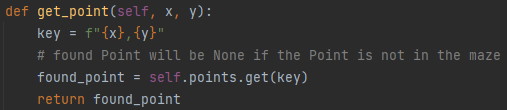 def get_point(self, x, y):
    key = f"{x},{y}"
    # found Point will be None if the Point is not in the maze
    found_point = self.points.get(key)
    return found_point